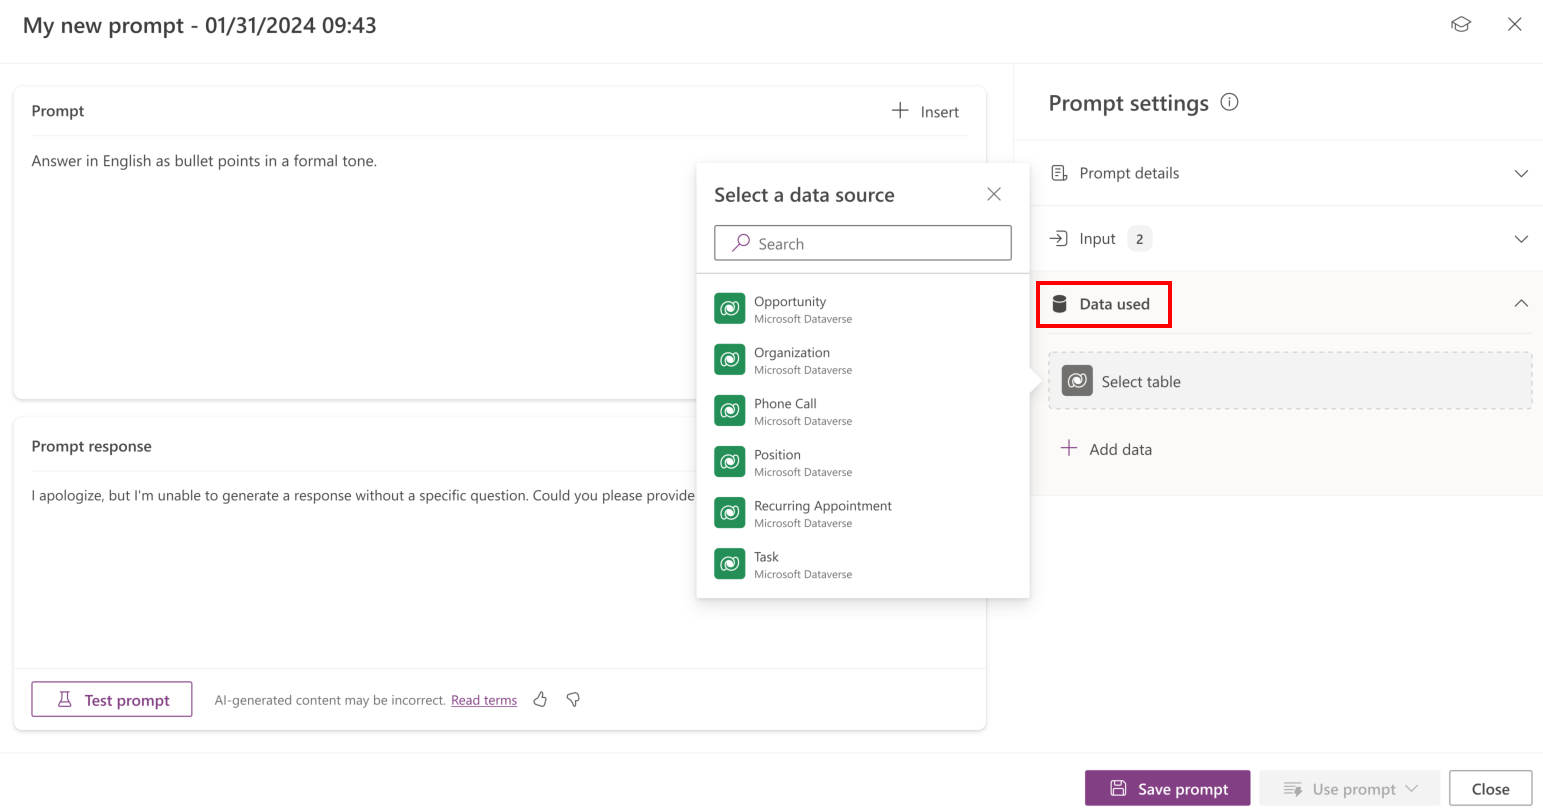 My new prompt - 01/31/2024 09:43
Prompt
Insert
Answer in English as bullet points in a formal tone.
Prompt response
I apologize, but I'm unable to generate a response without a specific question. Could you please provide
Test prompt
AI-generated content may be incorrect. Read terms
Select a data source
Search
Opportunity
Microsoft Dataverse
Organization
Microsoft Dataverse
Phone Call
Microsoft Dataverse
Position
Microsoft Dataverse
Recurring Appointment
Microsoft Dataverse
Task
Microsoft Dataverse
Prompt settings
Prompt details
Input 2
Data used
Select table
Add data
Save prompt
Use prompt
Close